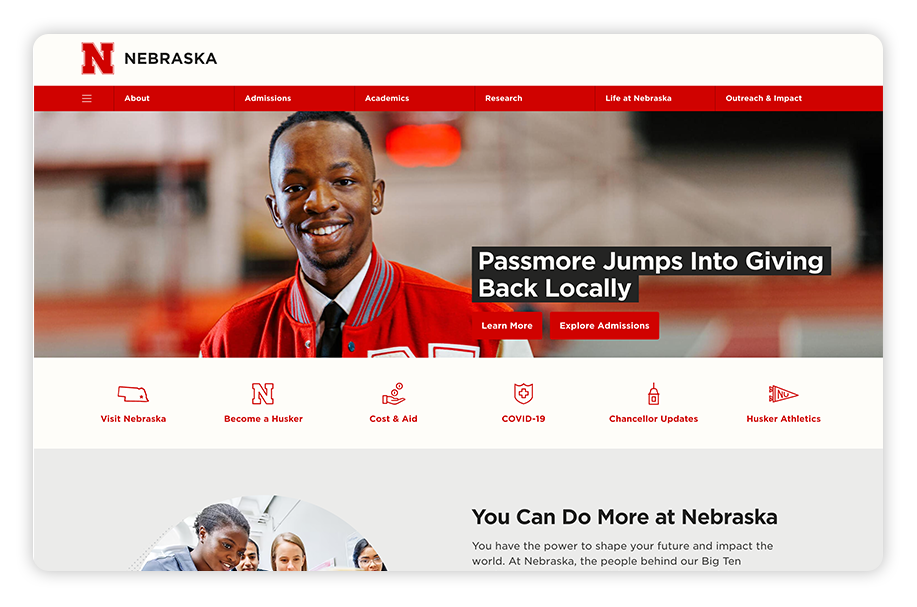 N NEBRASKA
About Admissions Academics Research Life at Nebraska Outreach & Impact
Passmore Jumps Into Giving
Back Locally
Learn More Explore Admissions
N NU
Visit Nebraska Become a Husker Cost & Aid COVID-19 Chancellor Updates Husker Athletics
You Can Do More at Nebraska
You have the power to shape your future and impact the
world. At Nebraska, the people behind our Big Ten